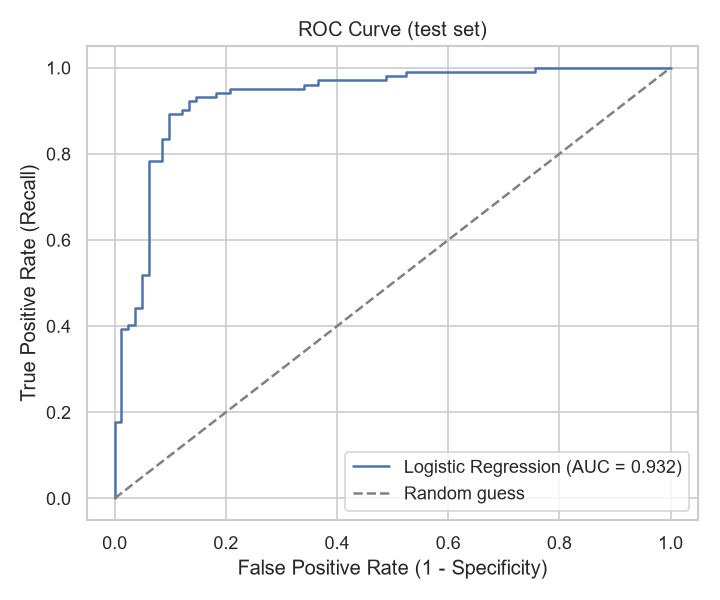 ROC Curve (test set)
True Positive Rate (Recall)
1.0
0.8
0.6
0.4
0.2
0.0
Logistic Regression (AUC = 0.932)
Random guess
0.0 0.2 0.4 0.6 0.8 1.0
False Positive Rate (1 - Specificity)